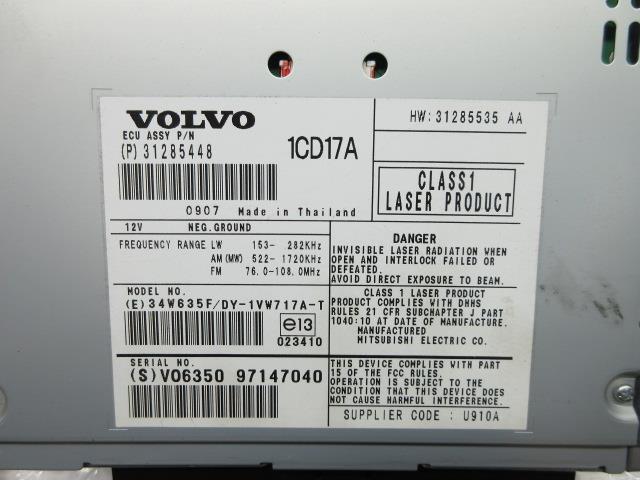 VOLVO
ECU ASSY P/N
(P) 31285448
1CD17A
0907 Made in Thailand
HW: 31285535 AA
CLASS1
LASER PRODUCT
12V NEG.GROUND
FREQUENCY RANGE LW 153- 282KHz
AM(MW) 522- 1720KHz
FM 76.0-108.0MHz
DANGER
INVISIBLE LASER RADIATION WHEN
OPEN AND INTERLOCK FAILED OR
DEFEATED.
AVOID DIRECT EXPOSURE TO BEAM.
MODEL NO.
(E)34W635F/DY-1VW717A-T
e13
023410
CLASS 1 LASER PRODUCT
PRODUCT COMPLIES WITH DHHS
RULES 21 CFR SUBCHAPTER J PART
1040:10 AT DATE OF MANUFACTURE.
MANUFACTURED
MITSUBISHI ELECTRIC CO.
SERIAL NO.
(S)VO6350 97147040
THIS DEVICE COMPLIES WITH PART
15 OF THE FCC RULES.
OPERATION IS SUBJECT TO THE
CONDITION THAT THIS DEVICE DOES
NOT CAUSE HARMFUL INTERFERENCE.
SUPPLIER CODE : U910A